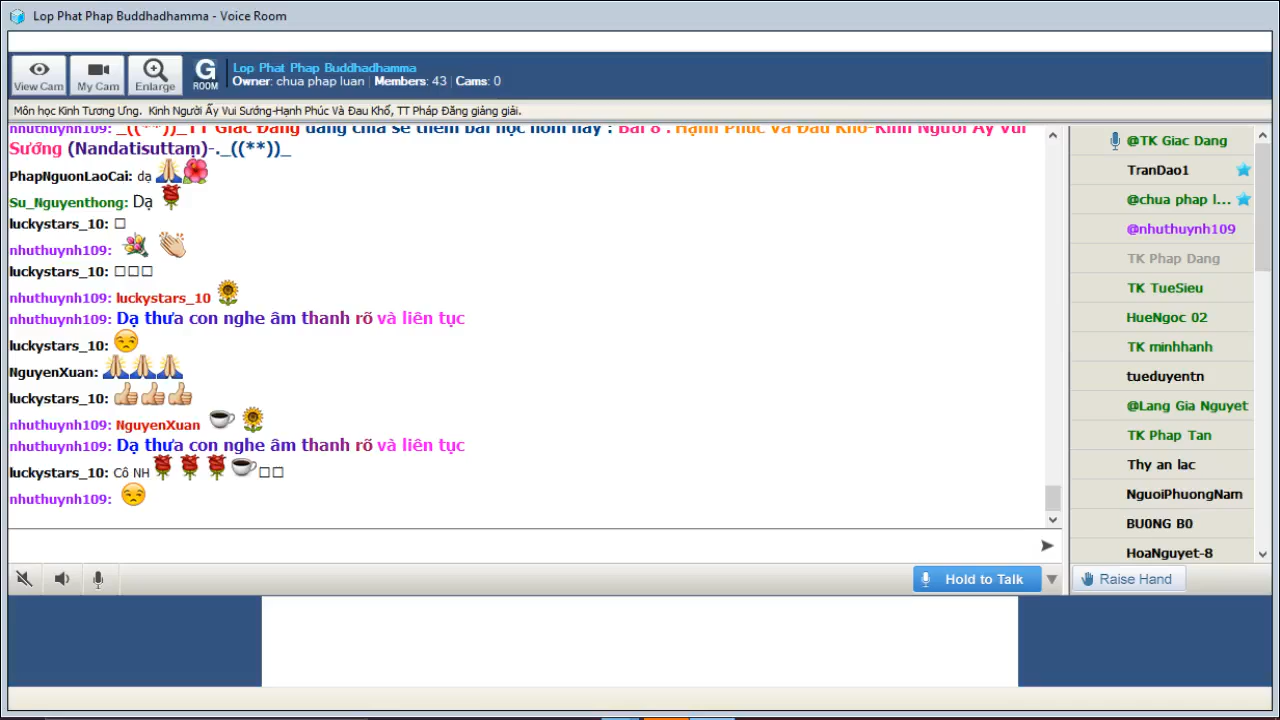 Lop Phat Phap Buddhadhamma - Voice Room
View Cam
My Cam
Enlarge
G ROOM
Lop Phat Phap Buddhadhamma
Owner: chua phap luan | Members: 43 | Cams: 0
Môn học Kinh Tương Ưng. Kinh Người Ấy Vui Sướng-Hạnh Phúc Và Đau Khổ, TT Pháp Đăng giảng giải.
nhuthuynh109: _((**))_TT Giác Đẳng đang chia sẻ thêm bài học hôm nay : Bài 8 . Hạnh Phúc Và Đau Khổ-Kinh Người Ấy Vui
Sướng (Nandatisuttaṃ)-._((**))_
PhapNguonLaoCai: dạ
Su_Nguyenthong: Dạ
luckystars_10: □
nhuthuynh109:
luckystars_10: □□□
nhuthuynh109: luckystars_10
nhuthuynh109: Dạ thưa con nghe âm thanh rõ và liên tục
luckystars_10:
NguyenXuan:
luckystars_10:
nhuthuynh109: NguyenXuan
nhuthuynh109: Dạ thưa con nghe âm thanh rõ và liên tục
luckystars_10: Cô NH □□
nhuthuynh109:
@TK Giac Dang
TranDao1
@chua phap l...
@nhuthuynh109
TK Phap Dang
TK TueSieu
HueNgoc 02
TK minhhanh
tueduyentn
@Lang Gia Nguyet
TK Phap Tan
Thy an lac
NguoiPhuongNam
BU0NG B0
HoaNguyet-8
Hold to Talk
Raise Hand